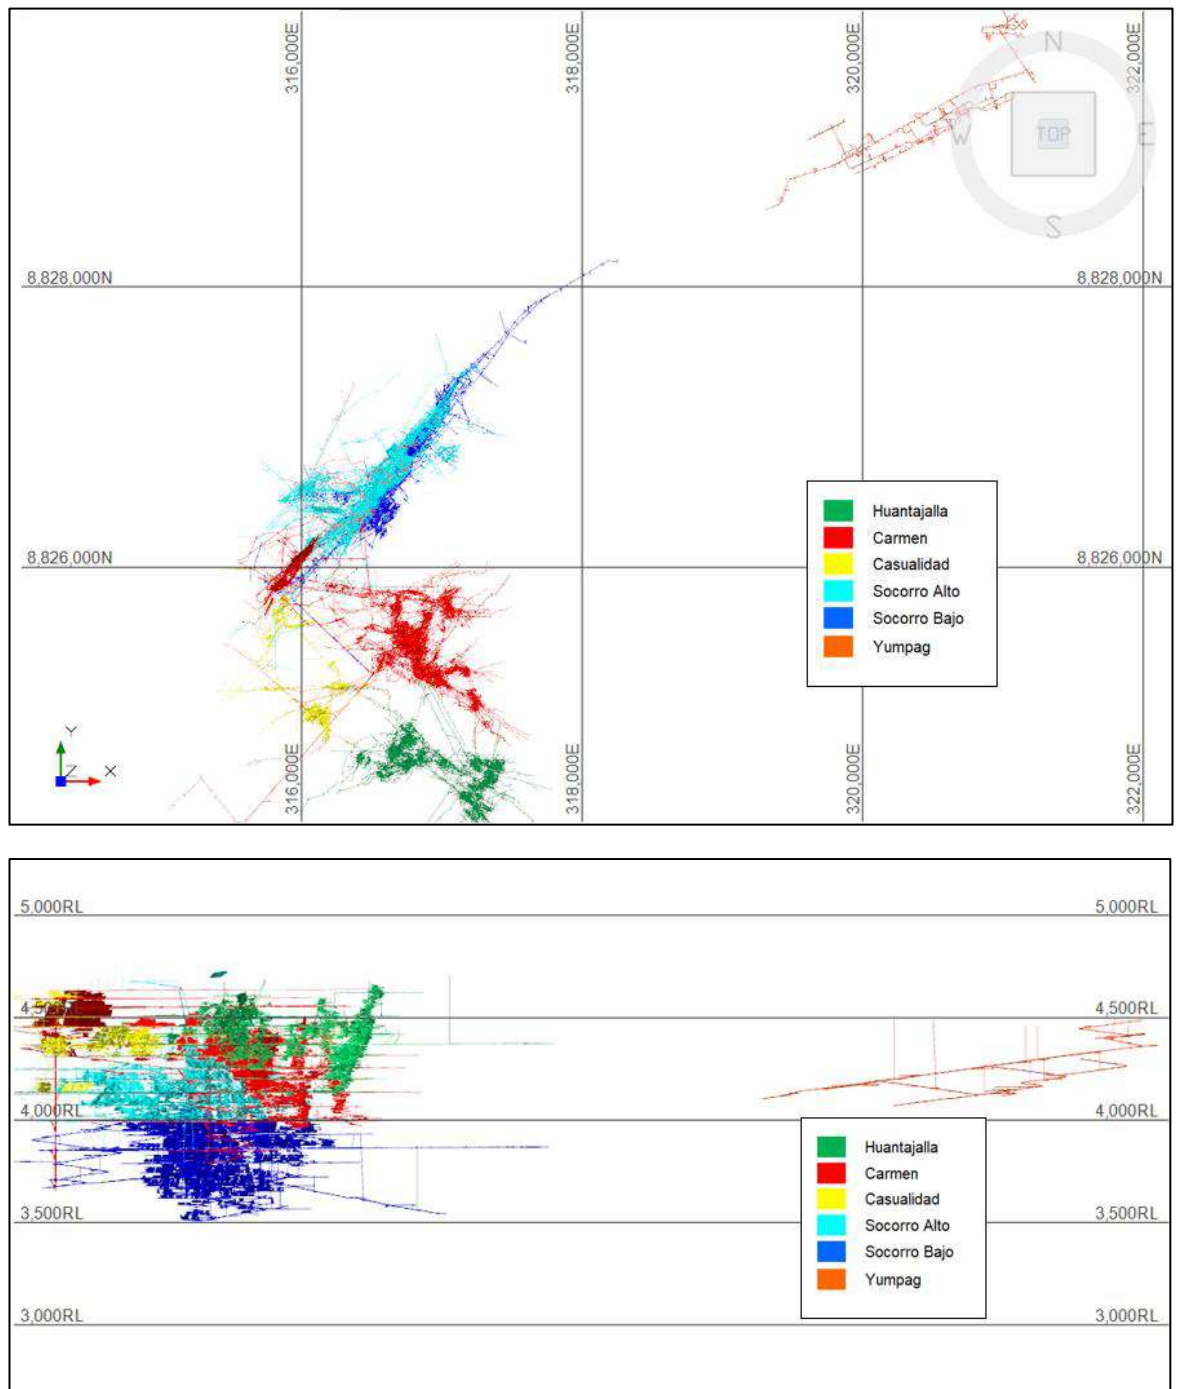 316,000E
318,000E
320,000E
322,000E
N
W
TOP
E
S
8,828,000N
8,828,000N
Huantajalla
Carmen
Casualidad
Socorro Alto
Socorro Bajo
Yumpag
8,826,000N
8,826,000N
Y
Z
X
316,000E
318,000E
320,000E
322,000E
5,000RL
5,000RL
4,500RL
4,500RL
4,000RL
4,000RL
Huantajalla
Carmen
Casualidad
Socorro Alto
Socorro Bajo
Yumpag
3,500RL
3,500RL
3,000RL
3,000RL